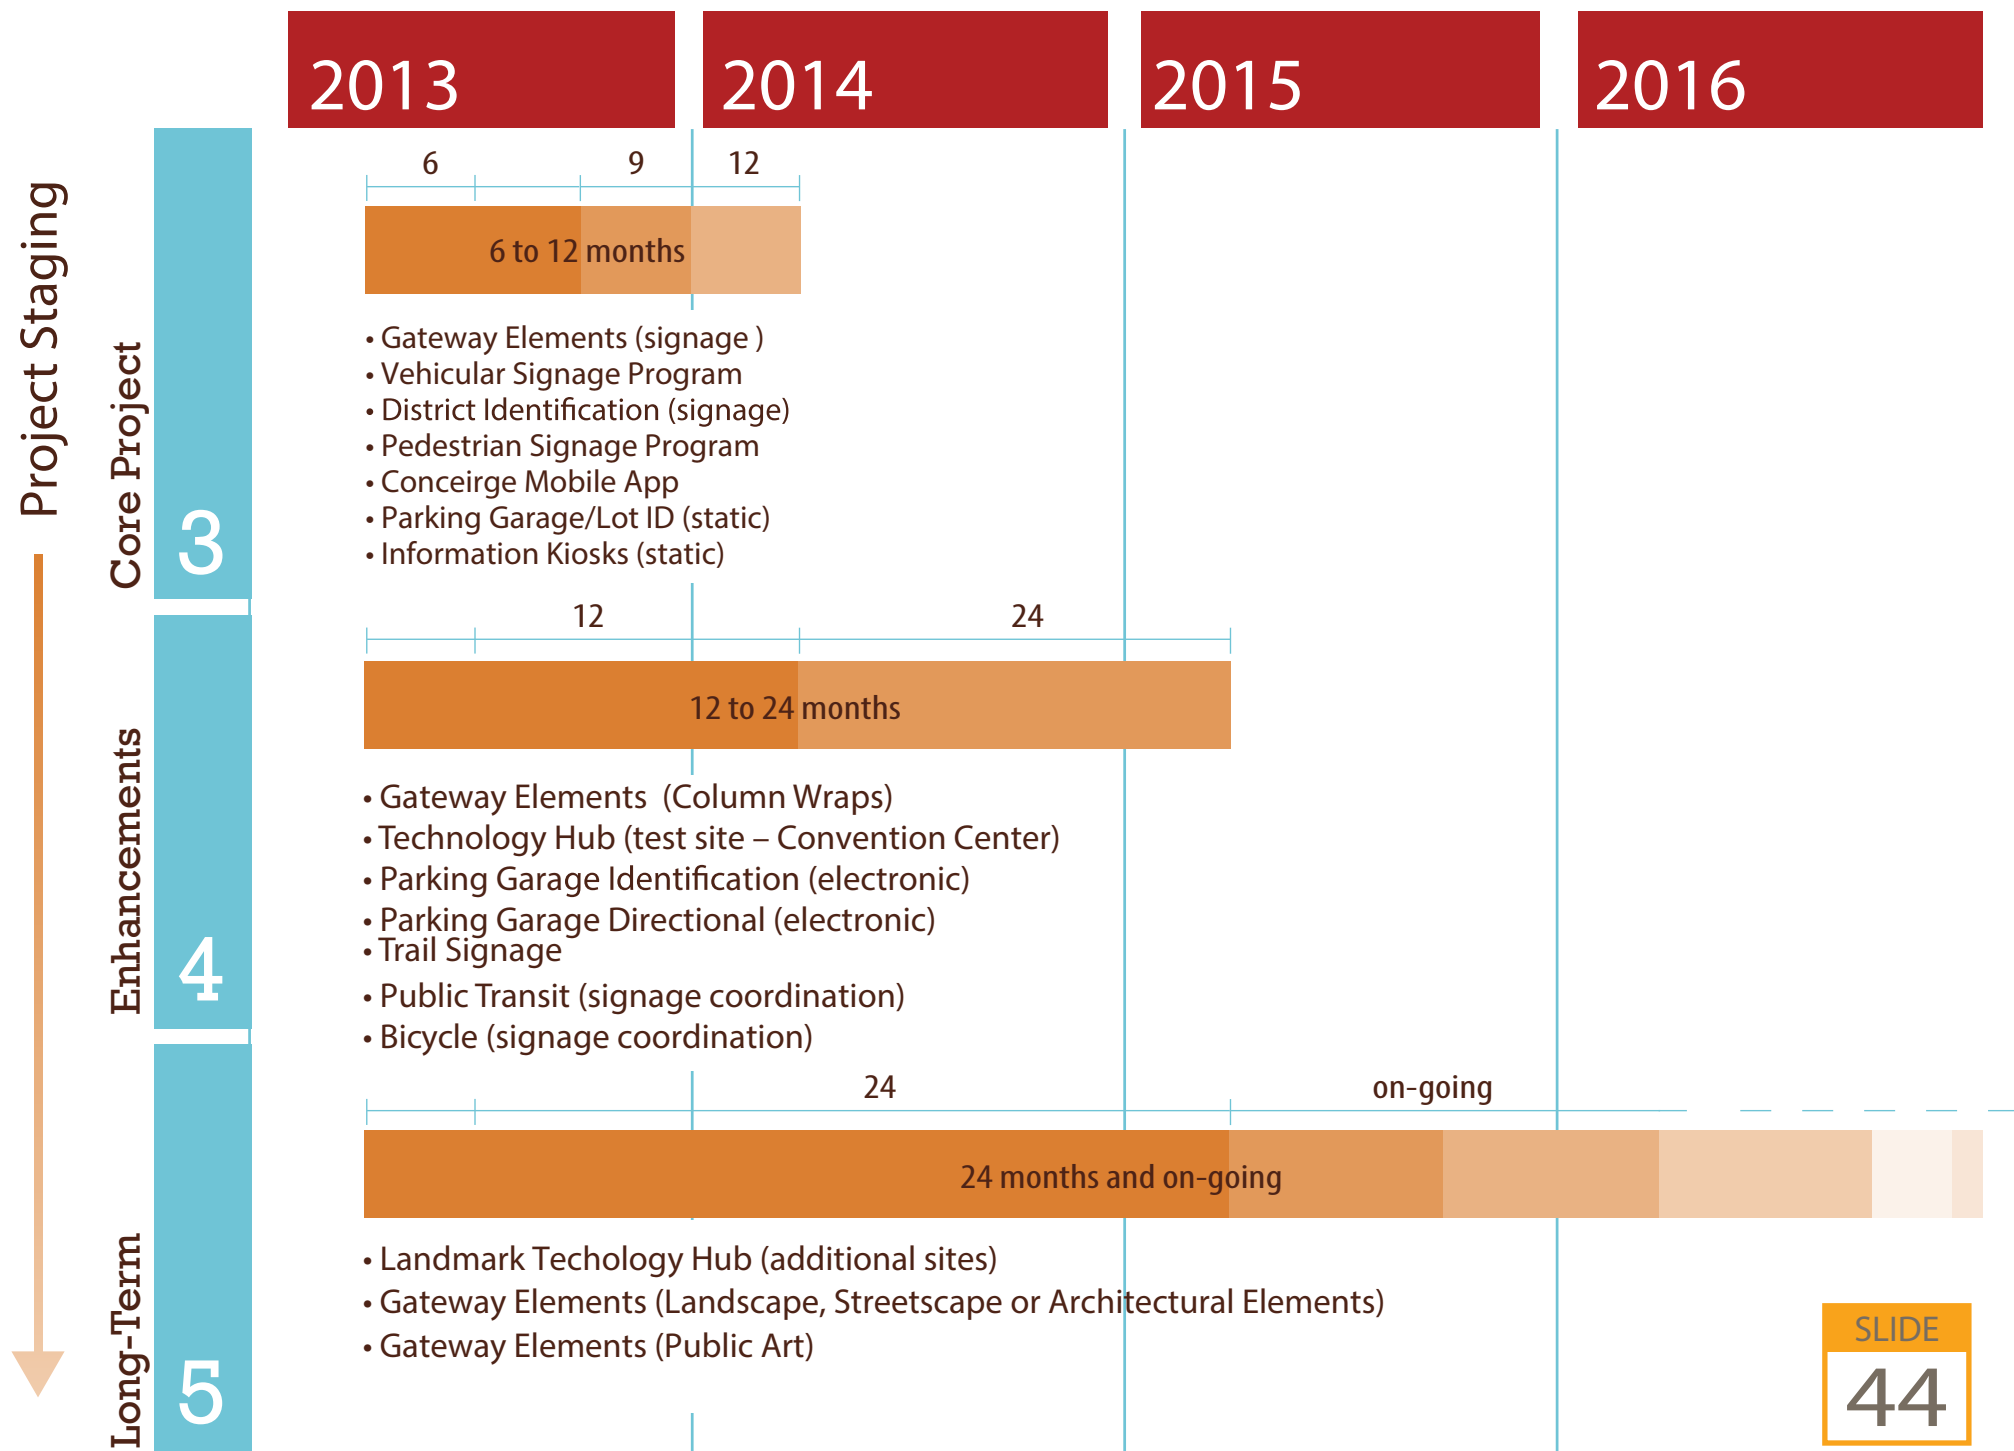 2013
2014
2015
2016
Project Staging
Core Project
3
6
9
12
6 to 12 months
• Gateway Elements (signage )
• Vehicular Signage Program
• District Identification (signage)
• Pedestrian Signage Program
• Conceirge Mobile App
• Parking Garage/Lot ID (static)
• Information Kiosks (static)
Enhancements
4
12
24
12 to 24 months
• Gateway Elements (Column Wraps)
• Technology Hub (test site – Convention Center)
• Parking Garage Identification (electronic)
• Parking Garage Directional (electronic)
• Trail Signage
• Public Transit (signage coordination)
• Bicycle (signage coordination)
Long-Term
5
24
on-going
24 months and on-going
• Landmark Techology Hub (additional sites)
• Gateway Elements (Landscape, Streetscape or Architectural Elements)
• Gateway Elements (Public Art)
SLIDE
44